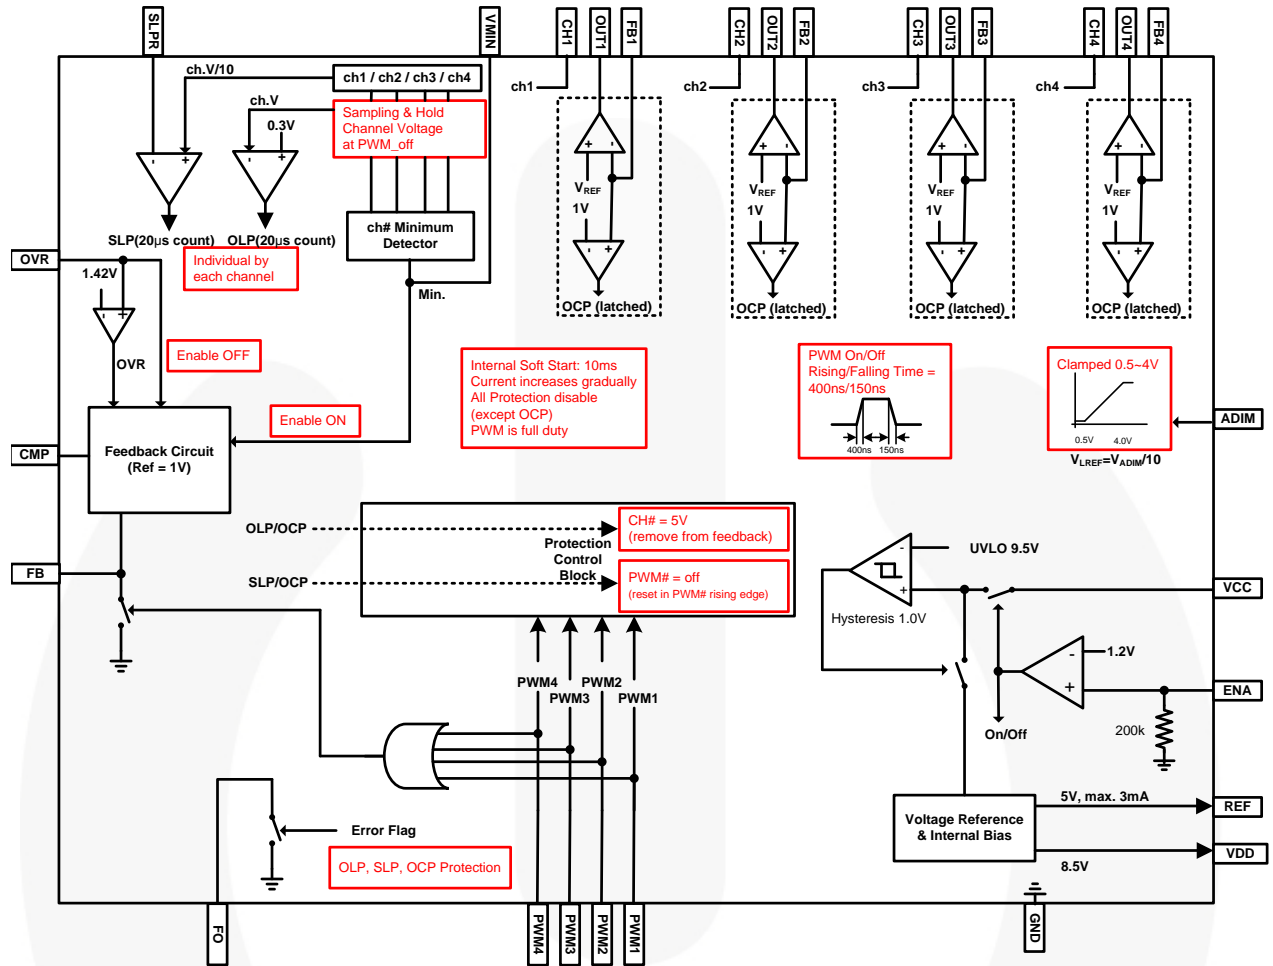 SLPR
VMIN
CH1
OUT1
FB1
CH2
OUT2
FB2
CH3
OUT3
FB3
CH4
OUT4
FB4
ch.V/10
ch1 / ch2 / ch3 / ch4
ch1
ch2
ch3
ch4
ch.V
0.3V
Sampling & Hold
Channel Voltage
at PWM_off
- +
- +
+ -
+ -
+ -
+ -
VREF
VREF
VREF
VREF
1V
1V
1V
1V
- +
- +
- +
- +
SLP(20µs count)
OLP(20µs count)
ch# Minimum
Detector
Individual by
each channel
OVR
1.42V
Min.
- +
OCP (latched)
OCP (latched)
OCP (latched)
OCP (latched)
OVR
Enable OFF
Internal Soft Start: 10ms
Current increases gradually
All Protection disable
(except OCP)
PWM is full duty
PWM On/Off
Rising/Falling Time =
400ns/150ns
400ns 150ns
Clamped 0.5~4V
0.5V 4.0V
VLREF=VADIM/10
ADIM
Enable ON
CMP
Feedback Circuit
(Ref = 1V)
OLP/OCP
CH# = 5V
(remove from feedback)
Protection
Control
Block
SLP/OCP
PWM# = off
(reset in PWM# rising edge)
FB
-
UVLO 9.5V
+
Hysteresis 1.0V
VCC
-
1.2V
+
ENA
200k
On/Off
PWM4
PWM3
PWM2
PWM1
Error Flag
OLP, SLP, OCP Protection
Voltage Reference
& Internal Bias
5V, max. 3mA
REF
8.5V
VDD
FO
PWM4
PWM3
PWM2
PWM1
GND